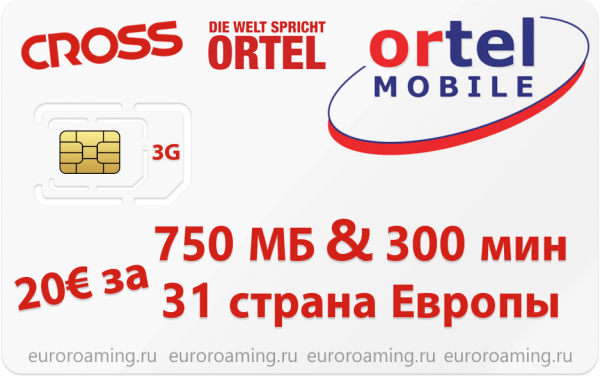 CROSS
DIE WELT SPRICHT
ORTEL
ortel
MOBILE
3G
20€ за
750 МБ & 300 мин
31 страна Европы
euroroaming.ru euroroaming.ru euroroaming.ru euroroaming.ru